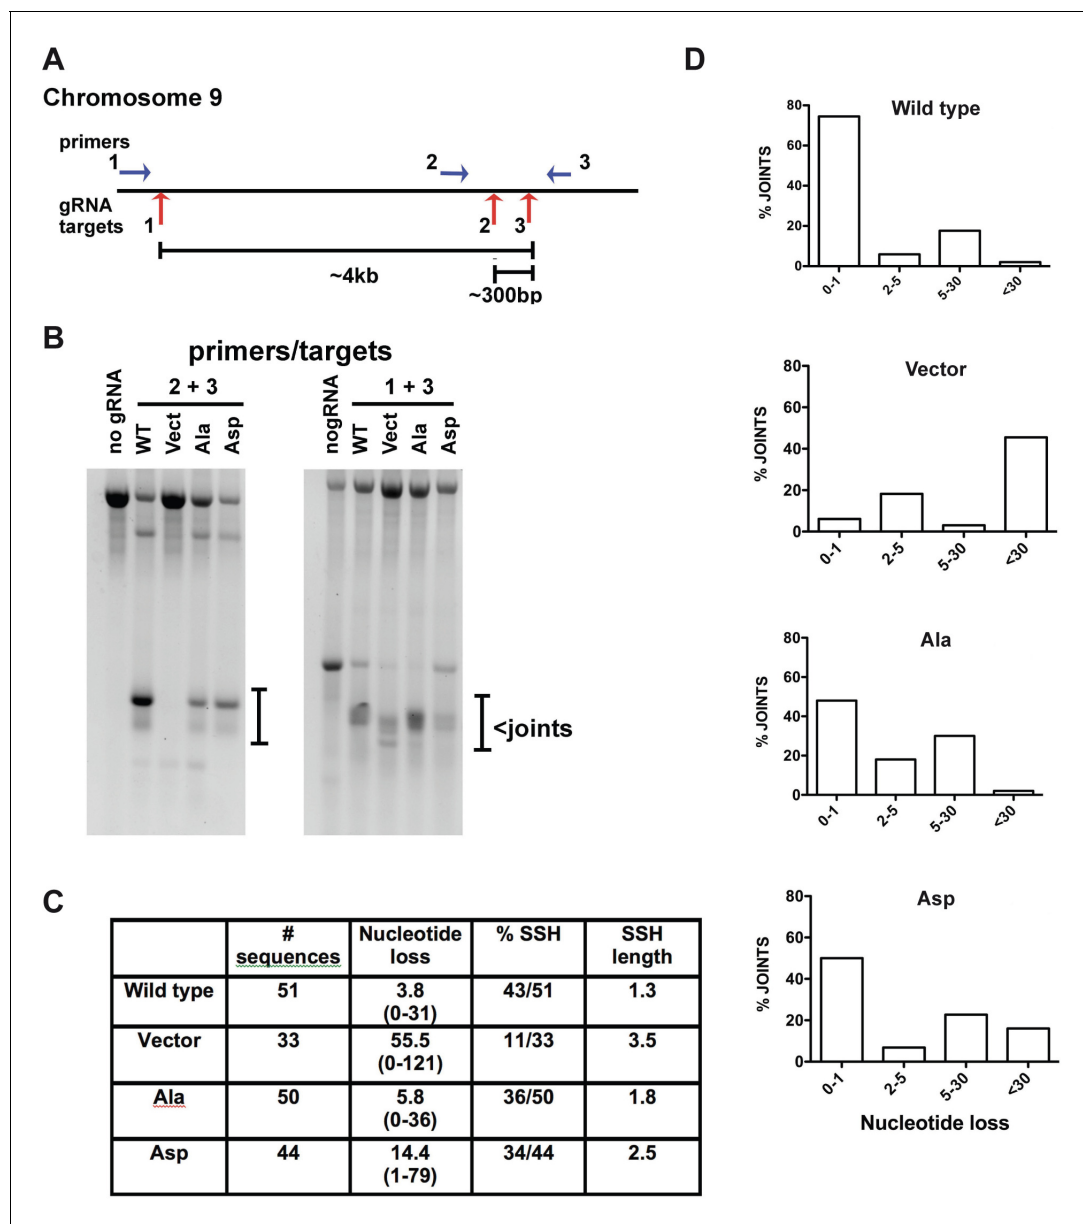 A
Chromosome 9
primers
1
2
3
gRNA
targets
1
2
3
~4kb
~300bp
B
primers/targets
2 + 3
no gRNA
WT
Vect
Ala
Asp
1 + 3
nogRNA
WT
Vect
Ala
Asp
<joints
C
# sequences Nucleotide loss % SSH SSH length
Wild type 51 3.8 (0-31) 43/51 1.3
Vector 33 55.5 (0-121) 11/33 3.5
Ala 50 5.8 (0-36) 36/50 1.8
Asp 44 14.4 (1-79) 34/44 2.5
D
Wild type
% JOINTS
80
60
40
20
0
0-1 2-5 5-30 <30
Vector
% JOINTS
80
60
40
20
0
0-1 2-5 5-30 <30
Ala
% JOINTS
80
60
40
20
0
0-1 2-5 5-30 <30
Asp
% JOINTS
80
60
40
20
0
0-1 2-5 5-30 <30
Nucleotide loss